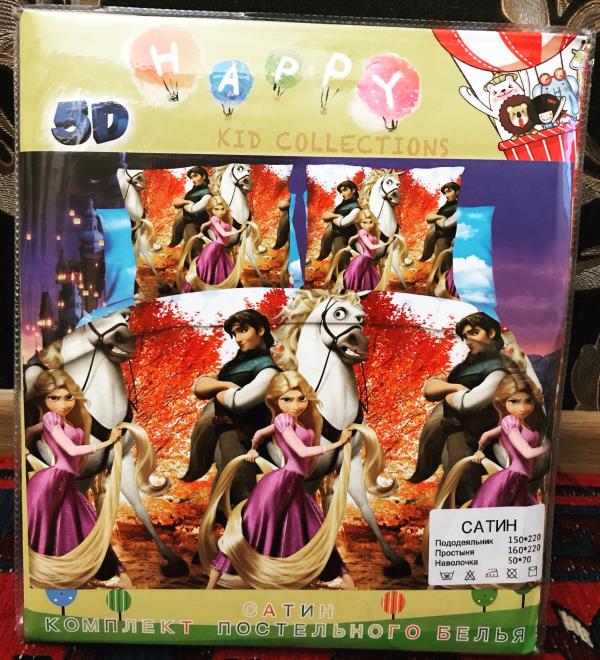 HAPPY
5D
KID COLLECTIONS
САТИН
Пододеяльник 150*220
Простыня 160*220
Наволочка 50*70
САТИН
КОМПЛЕКТ ПОСТЕЛЬНОГО БЕЛЬЯ